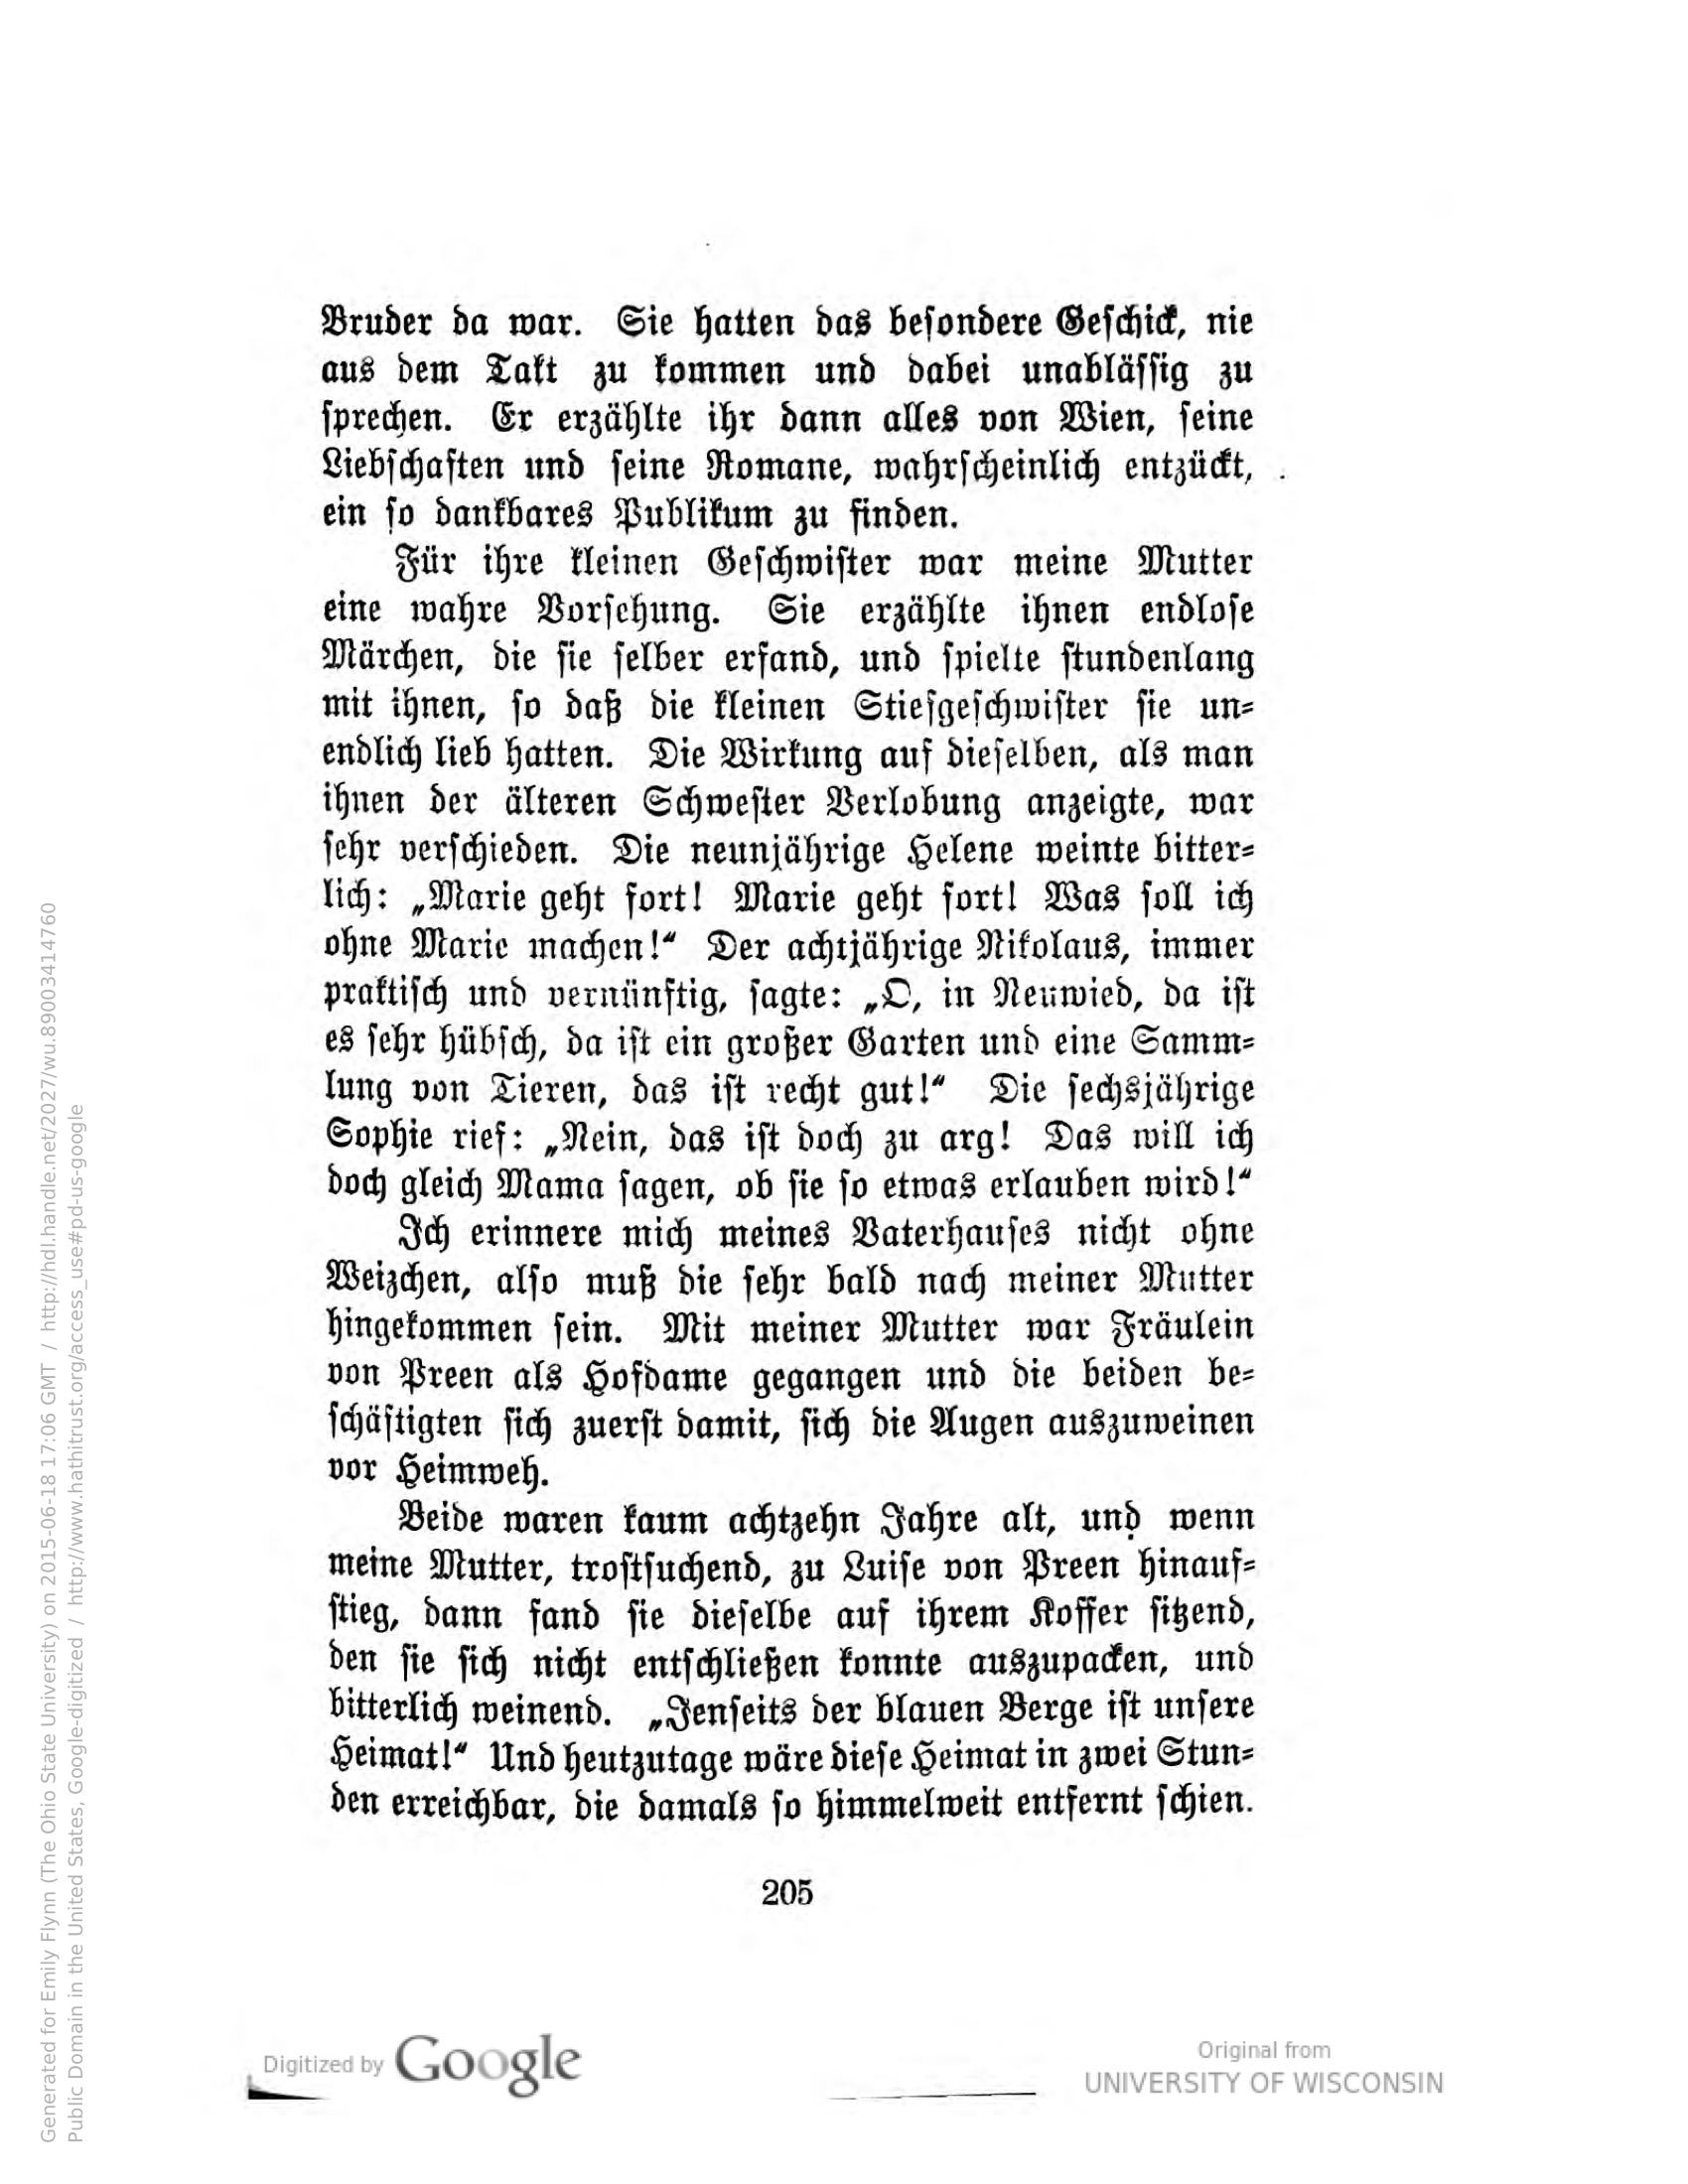 Bruder da war. Sie hatten das besondere Geschick, nie
aus dem Takt zu kommen und dabei unablässig zu
sprechen. Er erzählte ihr dann alles von Wien, seine
Liebschaften und seine Romane, wahrscheinlich entzückt,
ein so dankbares Publikum zu finden.
Für ihre kleinen Geschwister war meine Mutter
eine wahre Vorsehung. Sie erzählte ihnen endlose
Märchen, die sie selber erfand, und spielte stundenlang
mit ihnen, so daß die kleinen Stiefgeschwister sie un=
endlich lieb hatten. Die Wirkung auf dieselben, als man
ihnen der älteren Schwester Verlobung anzeigte, war
sehr verschieden. Die neunjährige Helene weinte bitter=
lich: „Marie geht fort! Marie geht fort! Was soll ich
ohne Marie machen!“ Der achtjährige Nikolaus, immer
praktisch und vernünftig, sagte: „O, in Neuwied, da ist
es sehr hübsch, da ist ein großer Garten und eine Samm=
lung von Tieren, das ist recht gut!“ Die sechsjährige
Sophie rief: „Nein, das ist doch zu arg! Das will ich
doch gleich Mama sagen, ob sie so etwas erlauben wird!“
Ich erinnere mich meines Vaterhauses nicht ohne
Weizchen, also muß die sehr bald nach meiner Mutter
hingekommen sein. Mit meiner Mutter war Fräulein
von Preen als Hofdame gegangen und die beiden be=
schäftigten sich zuerst damit, sich die Augen auszuweinen
vor Heimweh.
Beide waren kaum achtzehn Jahre alt, und wenn
meine Mutter, trostsuchend, zu Luise von Preen hinauf=
stieg, dann fand sie dieselbe auf ihrem Koffer sitzend,
den sie sich nicht entschließen konnte auszupacken, und
bitterlich weinend. „Jenseits der blauen Berge ist unsere
Heimat!“ Und heutzutage wäre diese Heimat in zwei Stun=
den erreichbar, die damals so himmelweit entfernt schien.
205
Generated for Emily Flynn (The Ohio State University) on 2015-06-18 17:06 GMT / http://hdl.handle.net/2027/wu.89003414760
Public Domain in the United States, Google-digitized / http://www.hathitrust.org/access_use#pd-us-google
Digitized by Google
Original from
UNIVERSITY OF WISCONSIN